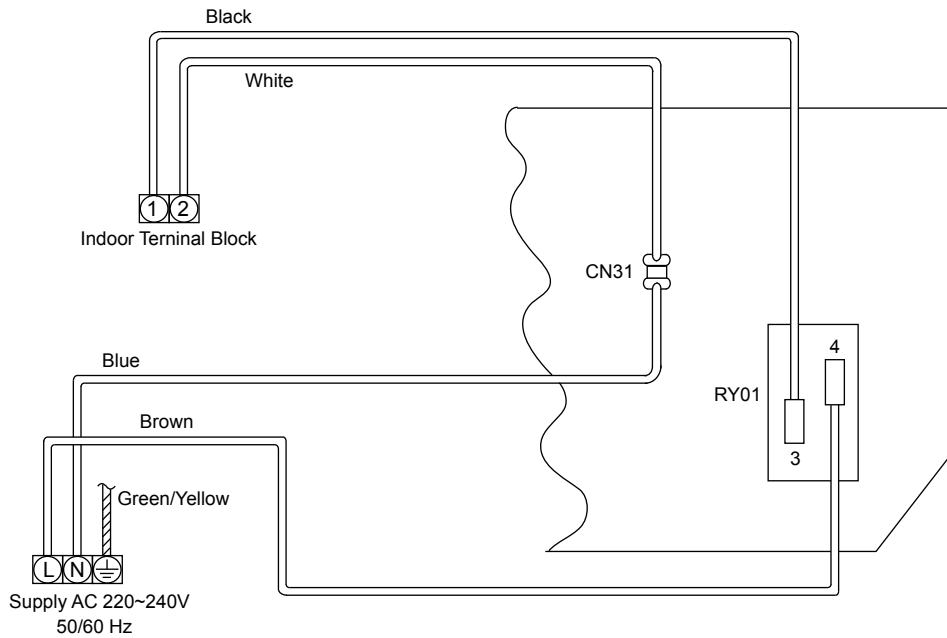 Black
White
1 2
Indoor Terninal Block
CN31
4
Blue
RY01
Brown
3
Green/Yellow
L N
Supply AC 220~240V
50/60 Hz